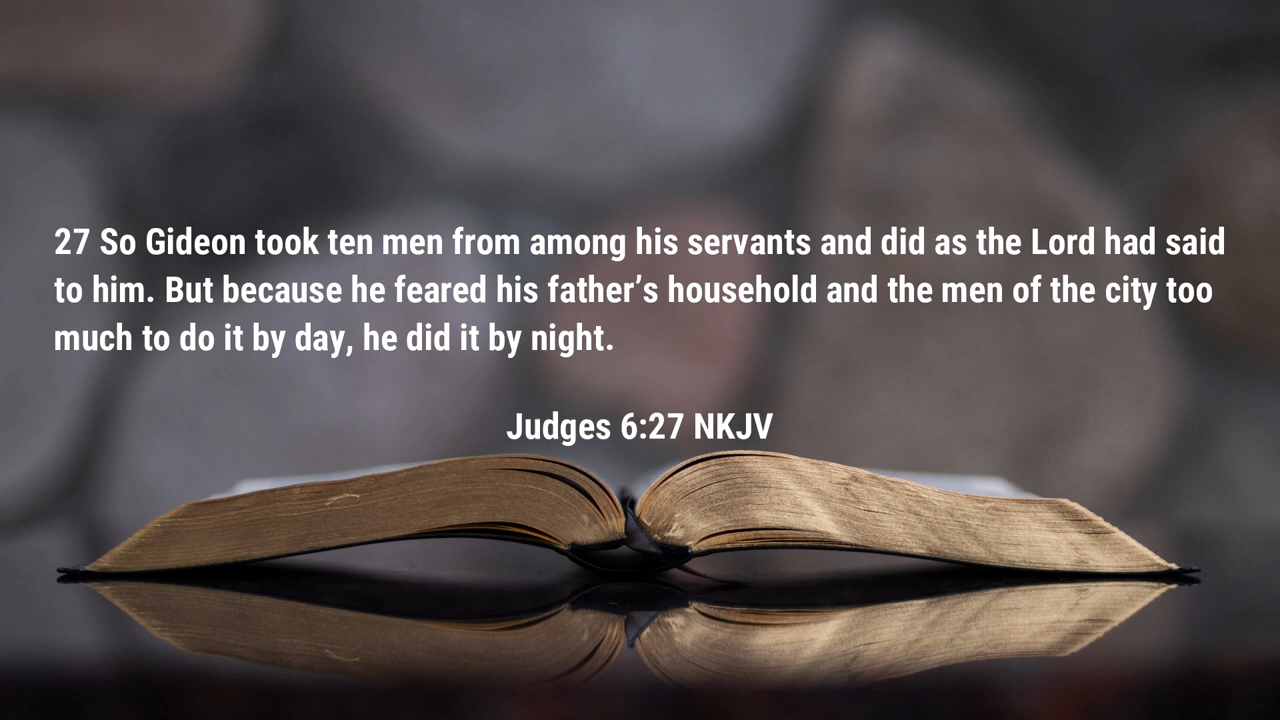 27 So Gideon took ten men from among his servants and did as the Lord had said
to him. But because he feared his father’s household and the men of the city too
much to do it by day, he did it by night.
Judges 6:27 NKJV